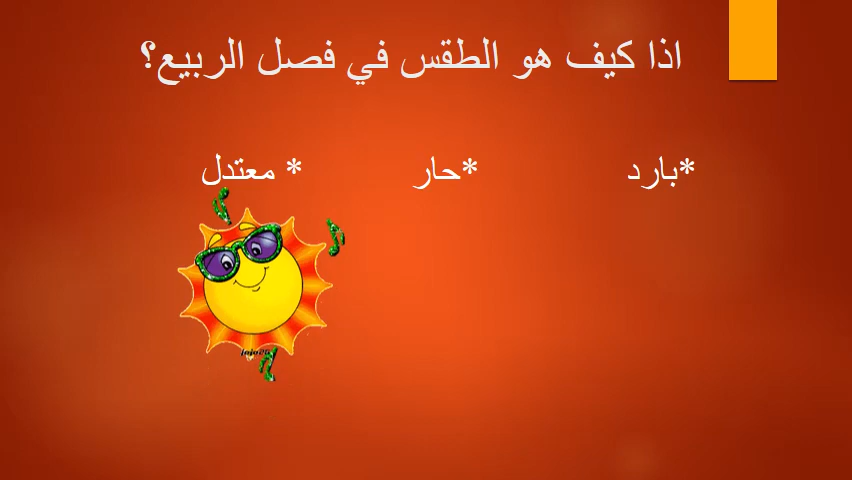 اذا كيف هو الطقس في فصل الربيع؟
*بارد *حار * معتدل